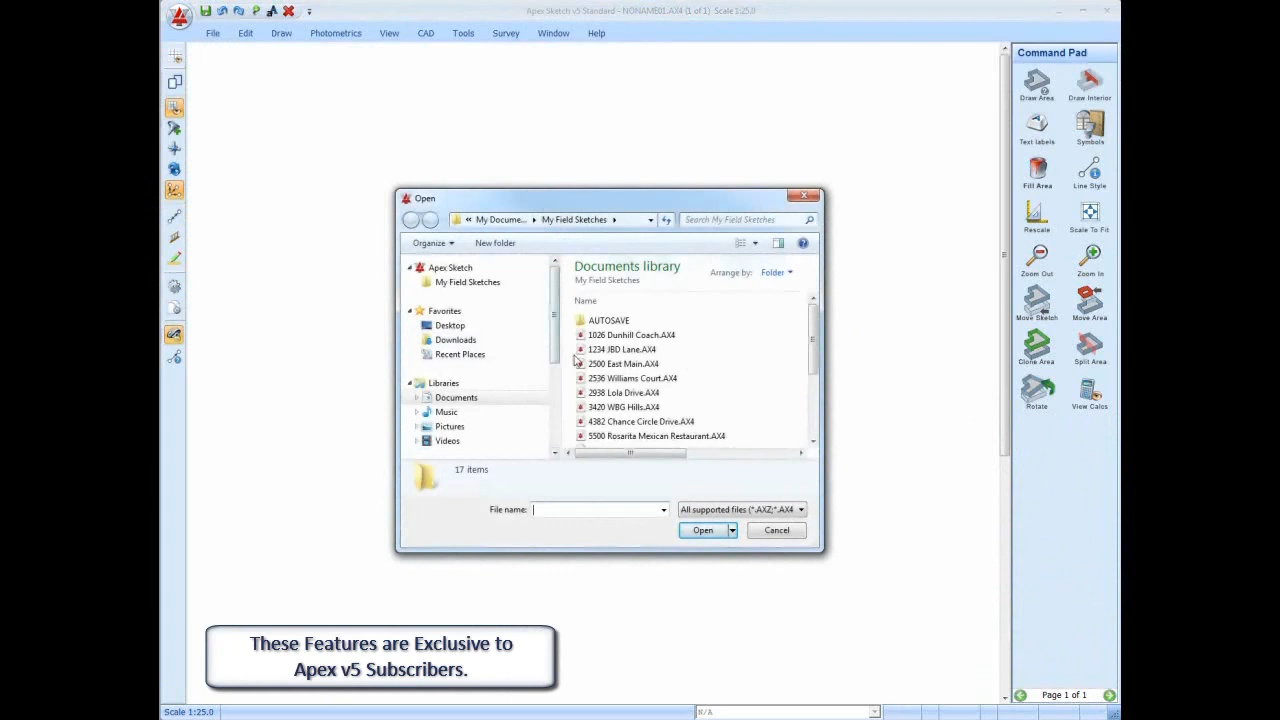 Apex Sketch v5 Standard - NONAME01.AX4 (1 of 1) Scale 1:25.0
File Edit Draw Photometrics View CAD Tools Survey Window Help
Command Pad
Draw Area Draw Interior
Text labels Symbols
Fill Area Line Style
Rescale Scale To Fit
Zoom Out Zoom In
Move Sketch Move Area
Clone Area Split Area
Rotate View Calcs
Open
« My Docume... My Field Sketches Search My Field Sketches
Organize New folder
Apex Sketch
My Field Sketches
Favorites
Desktop
Downloads
Recent Places
Libraries
Documents
Music
Pictures
Videos
Documents library
My Field Sketches
Arrange by: Folder
Name
AUTOSAVE
1026 Dunhill Coach.AX4
1234 JBD Lane.AX4
2500 East Main.AX4
2536 Williams Court.AX4
2938 Lola Drive.AX4
3420 WBG Hills.AX4
4382 Chance Circle Drive.AX4
5500 Rosarita Mexican Restaurant.AX4
17 items
File name: All supported files (*.AXZ;*.AX4
Open Cancel
These Features are Exclusive to
Apex v5 Subscribers.
Page 1 of 1
Scale 1:25.0 N/A